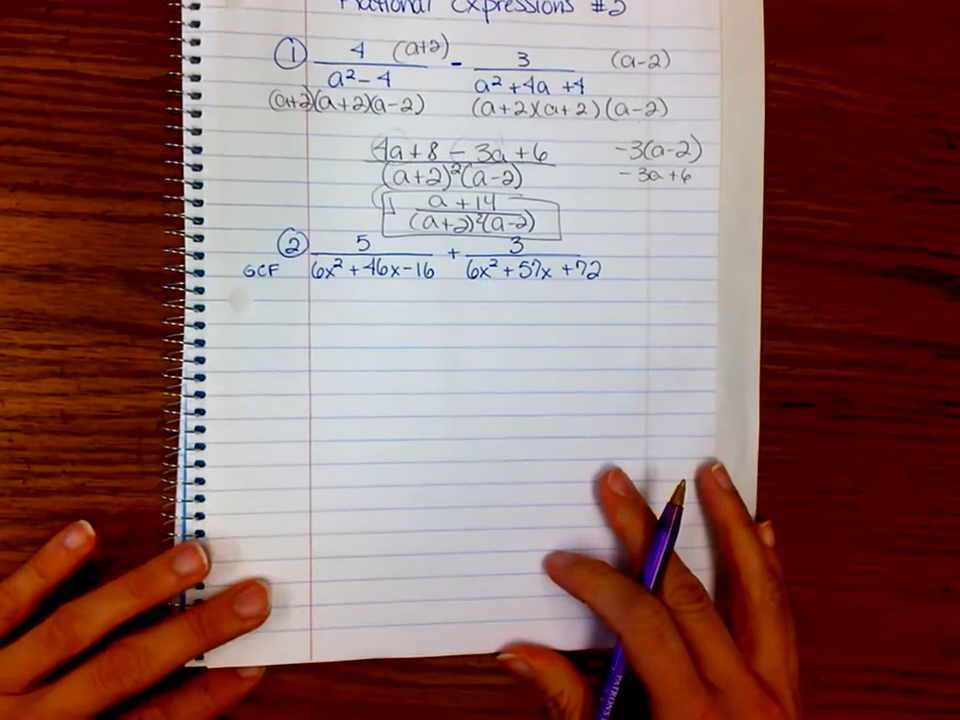 Rational Expressions #2
① 4 (a+2) - 3 (a-2)
a² - 4 a² + 4a + 4
(a+2)(a+2)(a-2) (a+2)(a+2)(a-2)
4a + 8 - 3a + 6 -3(a-2)
(a+2)²(a-2) -3a+6
a + 14
(a+2)²(a-2)
② 5 + 3
GCF 6x² + 46x - 16 6x² + 57x + 72
PATRONS